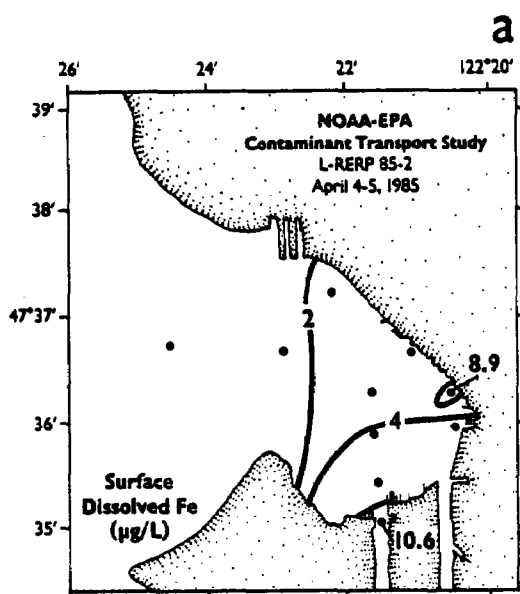 a
26' 24' 22' 122°20'
39'
NOAA-EPA
Contaminant Transport Study
L-RERP 85-2
April 4-5, 1985
38'
47°37'
2
8.9
36'
4
Surface
Dissolved Fe
(µg/L)
35'
10.6